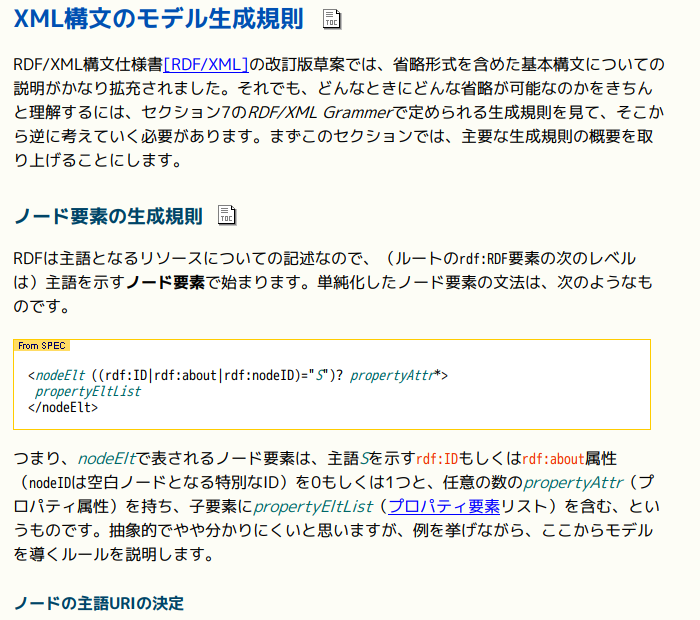 XML構文のモデル生成規則
TOC
RDF/XML構文仕様書[RDF/XML]の改訂版草案では、省略形式を含めた基本構文についての
説明がかなり拡充されました。それでも、どんなときにどんな省略が可能なのかをきちん
と理解するには、セクション7のRDF/XML Grammerで定められる生成規則を見て、そこか
ら逆に考えていく必要があります。まずこのセクションでは、主要な生成規則の概要を取
り上げることにします。
ノード要素の生成規則
TOC
RDFは主語となるリソースについての記述なので、（ルートのrdf:RDF要素の次のレベル
は）主語を示すノード要素で始まります。単純化したノード要素の文法は、次のようなも
のです。
From SPEC
<nodeElt ((rdf:ID|rdf:about|rdf:nodeID)="S")? propertyAttr*>
propertyEltList
</nodeElt>
つまり、nodeEltで表されるノード要素は、主語Sを示すrdf:IDもしくはrdf:about属性
（nodeIDは空白ノードとなる特別なID）を0もしくは1つと、任意の数のpropertyAttr（プ
ロパティ属性）を持ち、子要素にpropertyEltList（プロパティ要素リスト）を含む、とい
うものです。抽象的でやや分かりにくいと思いますが、例を挙げながら、ここからモデル
を導くルールを説明します。
ノードの主語URIの決定